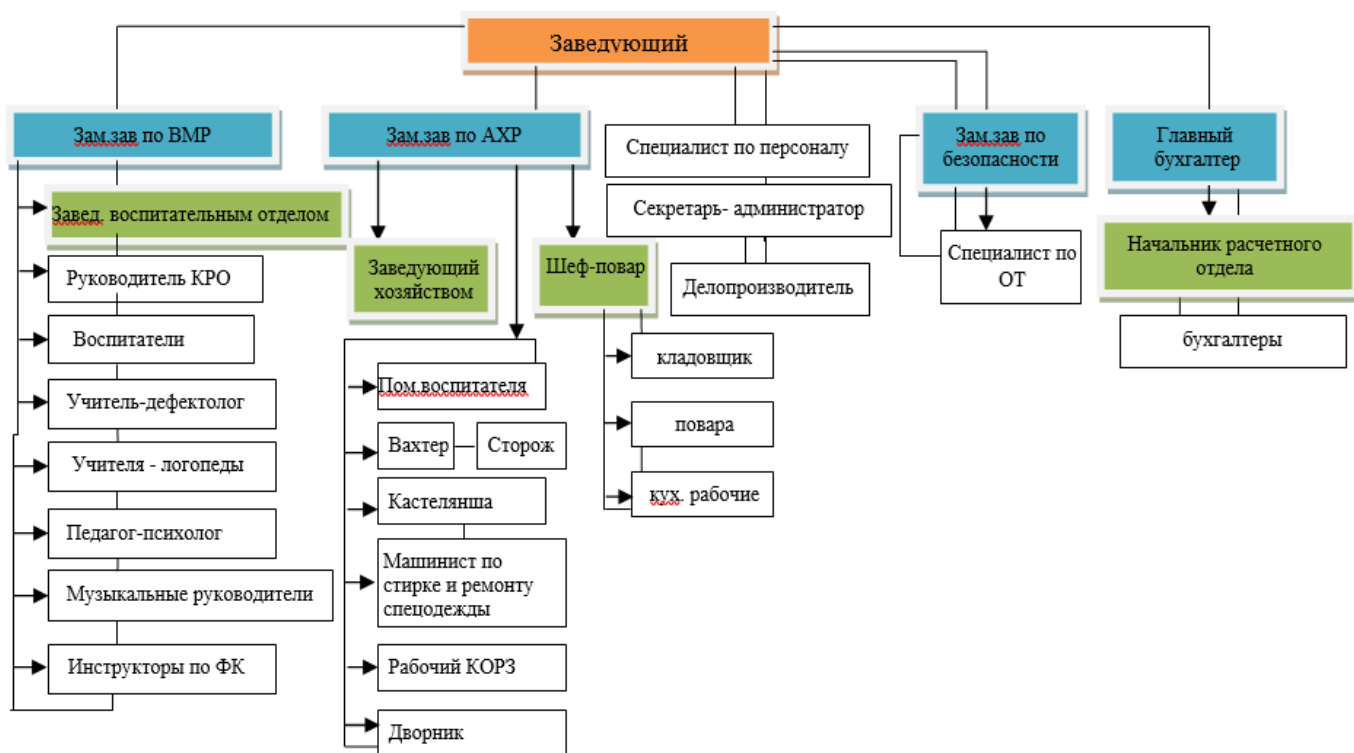 Заведующий
Зам.зав по ВМР
Зам.зав по АХР
Специалист по персоналу
Зам.зав по
безопасности
Главный
бухгалтер
Завед. воспитательным отделом
Секретарь- администратор
Руководитель КРО
Заведующий
хозяйством
Шеф-повар
Делопроизводитель
Специалист по
ОТ
Начальник расчетного
отдела
Воспитатели
бухгалтеры
Учитель-дефектолог
Учителя - логопеды
Педагог-психолог
Музыкальные руководители
Инструкторы по ФК
Пом.воспитателя
Вахтер
Сторож
Кастелянша
Машинист по
стирке и ремонту
спецодежды
Рабочий КОРЗ
Дворник
кладовщик
повара
кух. рабочие